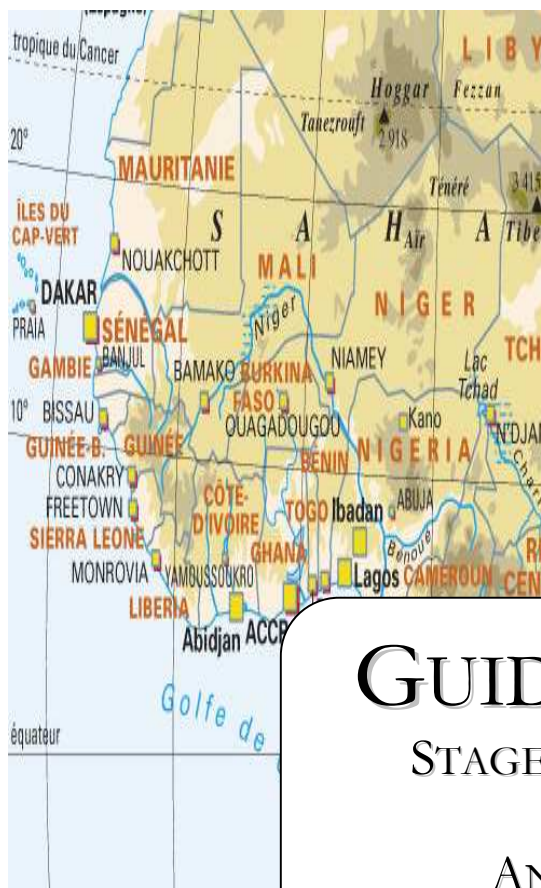 tropique du Cancer
LIBY
Hoggar
Fezzan
Tanezrouft
2 918
20°
MAURITANIE
Ténéré
3 415
ÎLES DU
CAP-VERT
S A H A
Aïr
Tibe
NOUAKCHOTT
MALI
DAKAR
NIGER
Niger
PRAIA
SÉNÉGAL
TCH
GAMBIE
BANJUL
Lac
Tchad
BAMAKO
BURKINA
FASO
NIAMEY
10°
BISSAU
OUAGADOUGOU
Kano
N'DJAM
GUINÉE B.
GUINÉE
BÉNIN
NIGERIA
Chari
CONAKRY
CÔTE-
D'IVOIRE
TOGO
Ibadan
ABUJA
FREETOWN
SIERRA LEONE
GHANA
Benoué
MONROVIA
YAMOUSSOUKRO
Lagos
CAMEROUN
CEN
LIBERIA
Abidjan
ACCR
Golfe de
équateur
GUID
STAGE
AN